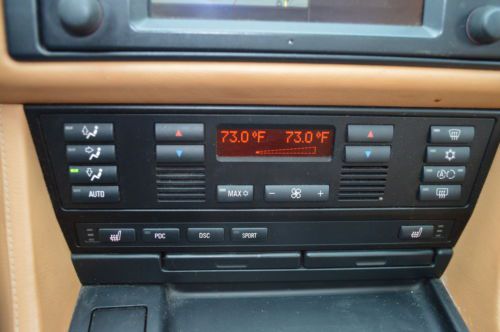 73.0 °F 73.0 °F
AUTO
MAX
PDC DSC SPORT